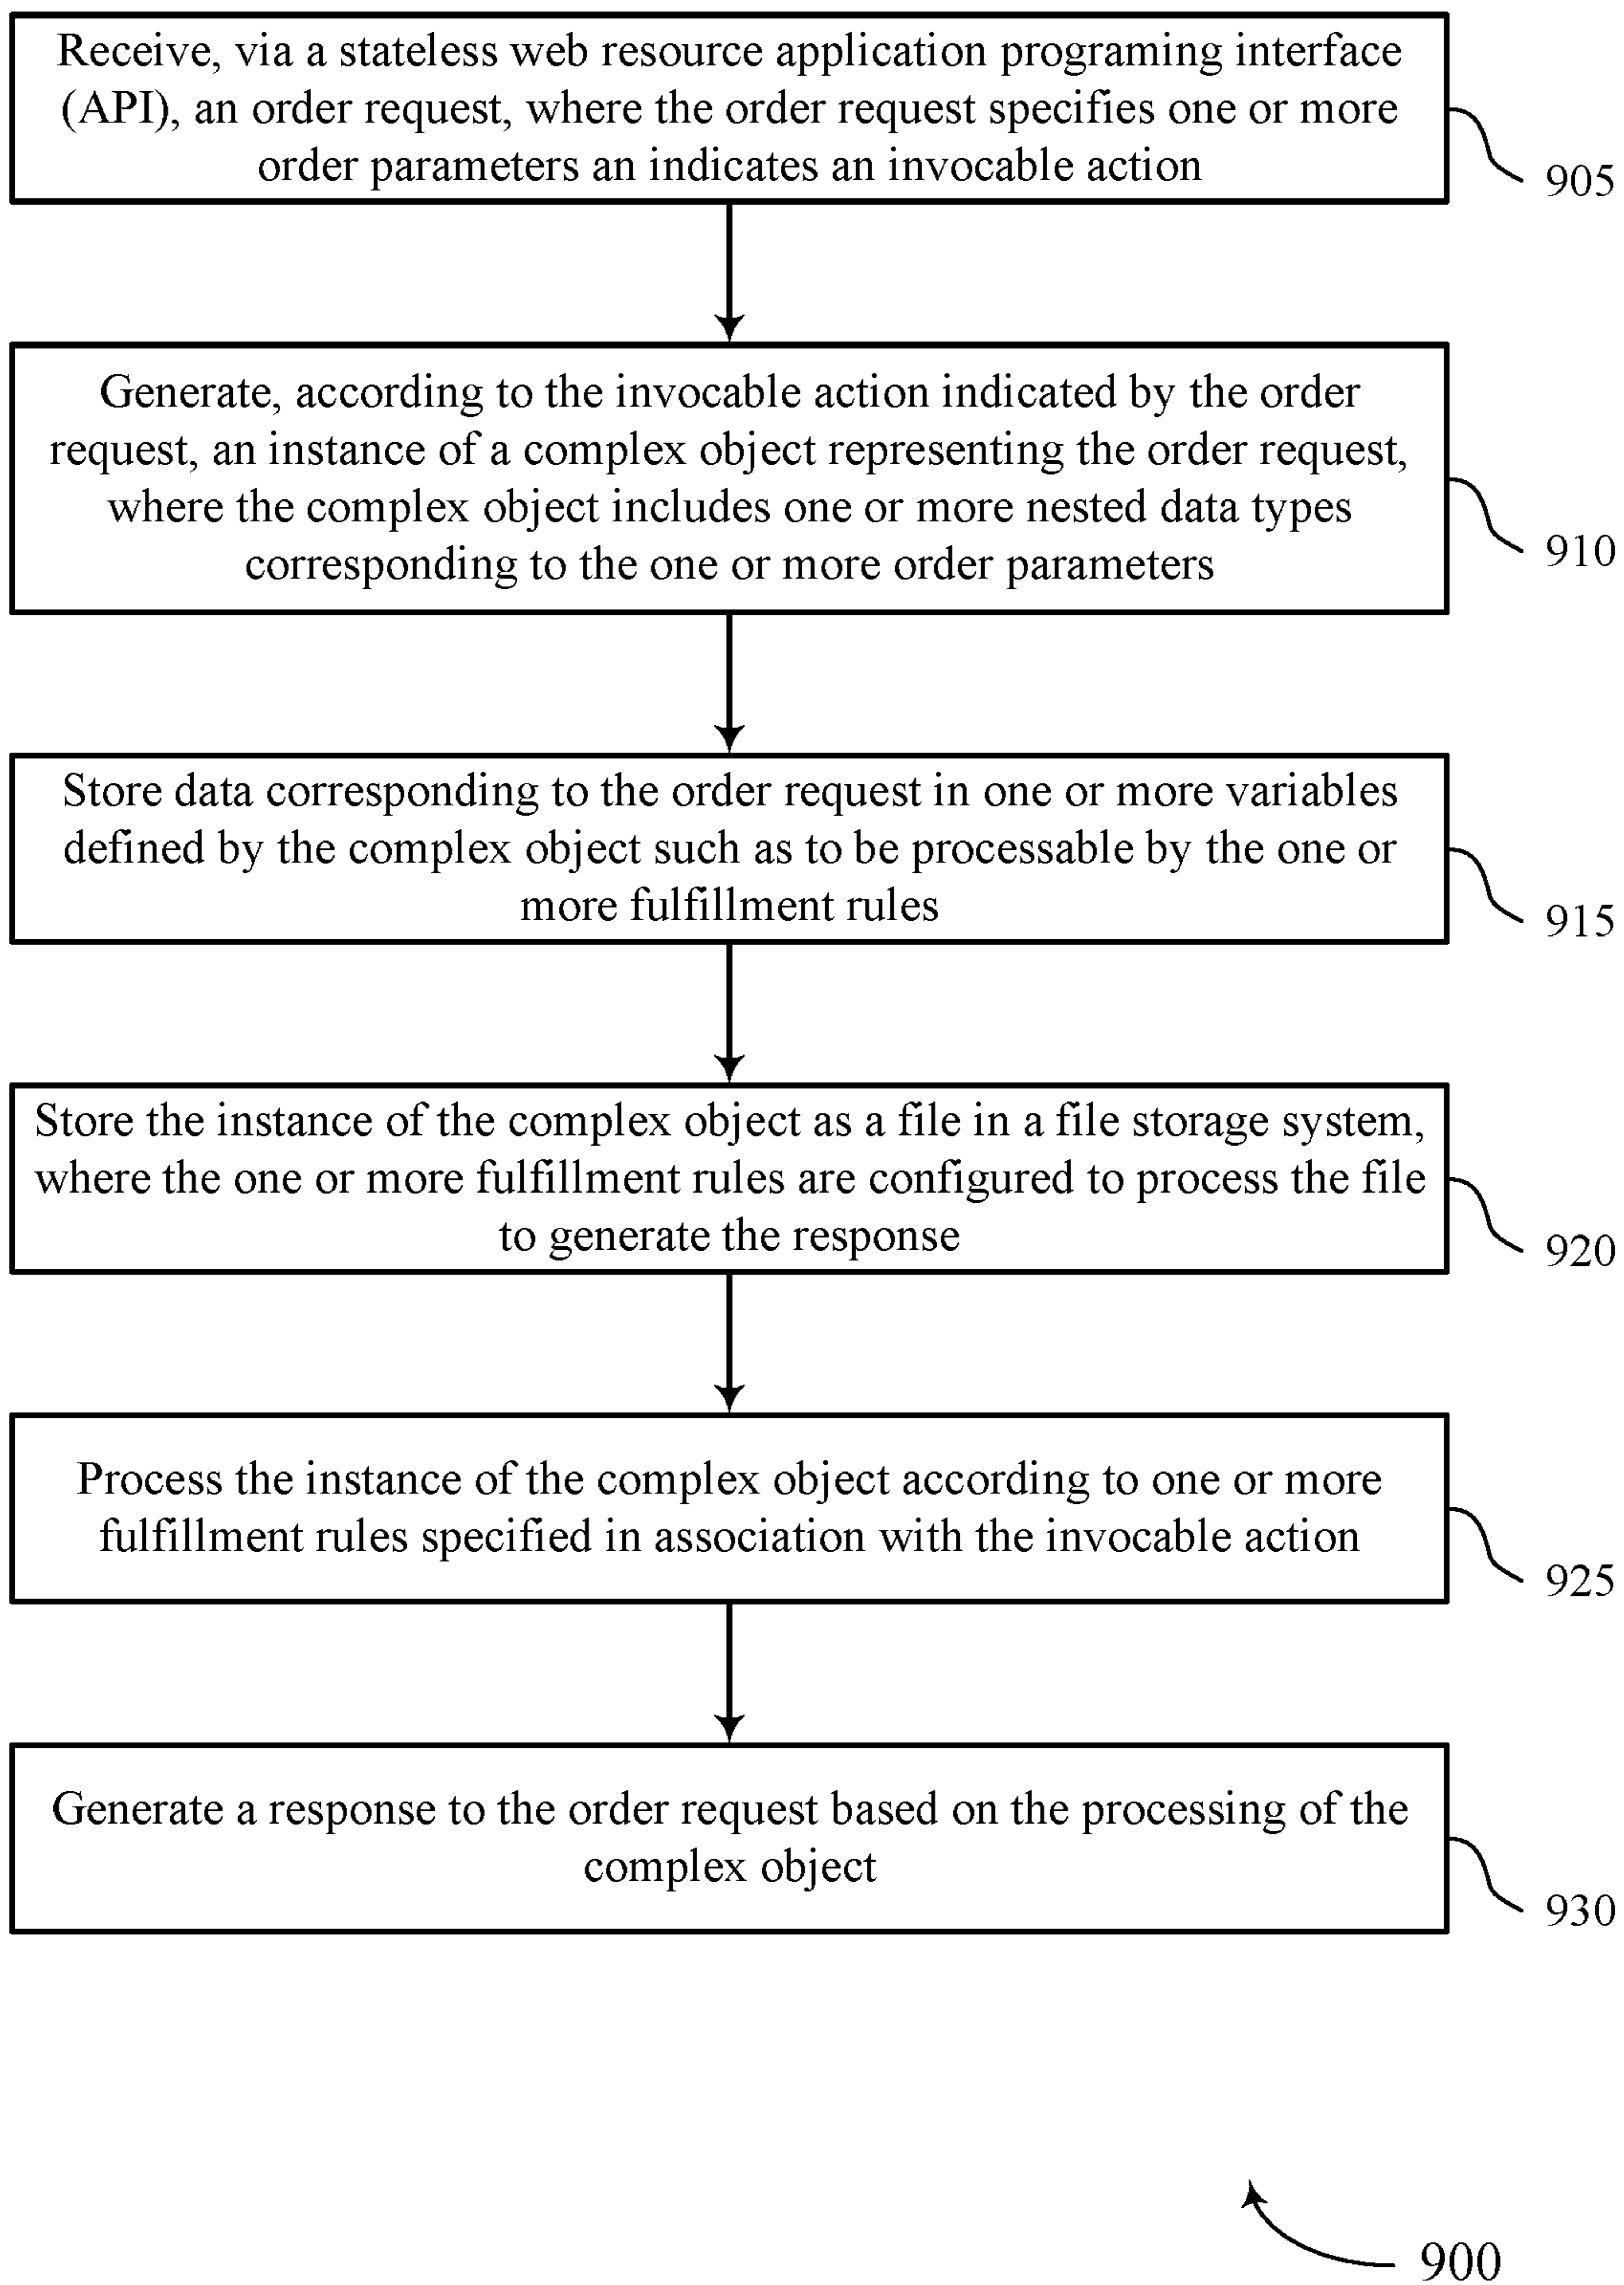 Receive, via a stateless web resource application programing interface
(API), an order request, where the order request specifies one or more
order parameters an indicates an invocable action
905
Generate, according to the invocable action indicated by the order
request, an instance of a complex object representing the order request,
where the complex object includes one or more nested data types
corresponding to the one or more order parameters
910
Store data corresponding to the order request in one or more variables
defined by the complex object such as to be processable by the one or
more fulfillment rules
915
Store the instance of the complex object as a file in a file storage system,
where the one or more fulfillment rules are configured to process the file
to generate the response
920
Process the instance of the complex object according to one or more
fulfillment rules specified in association with the invocable action
925
Generate a response to the order request based on the processing of the
complex object
930
900